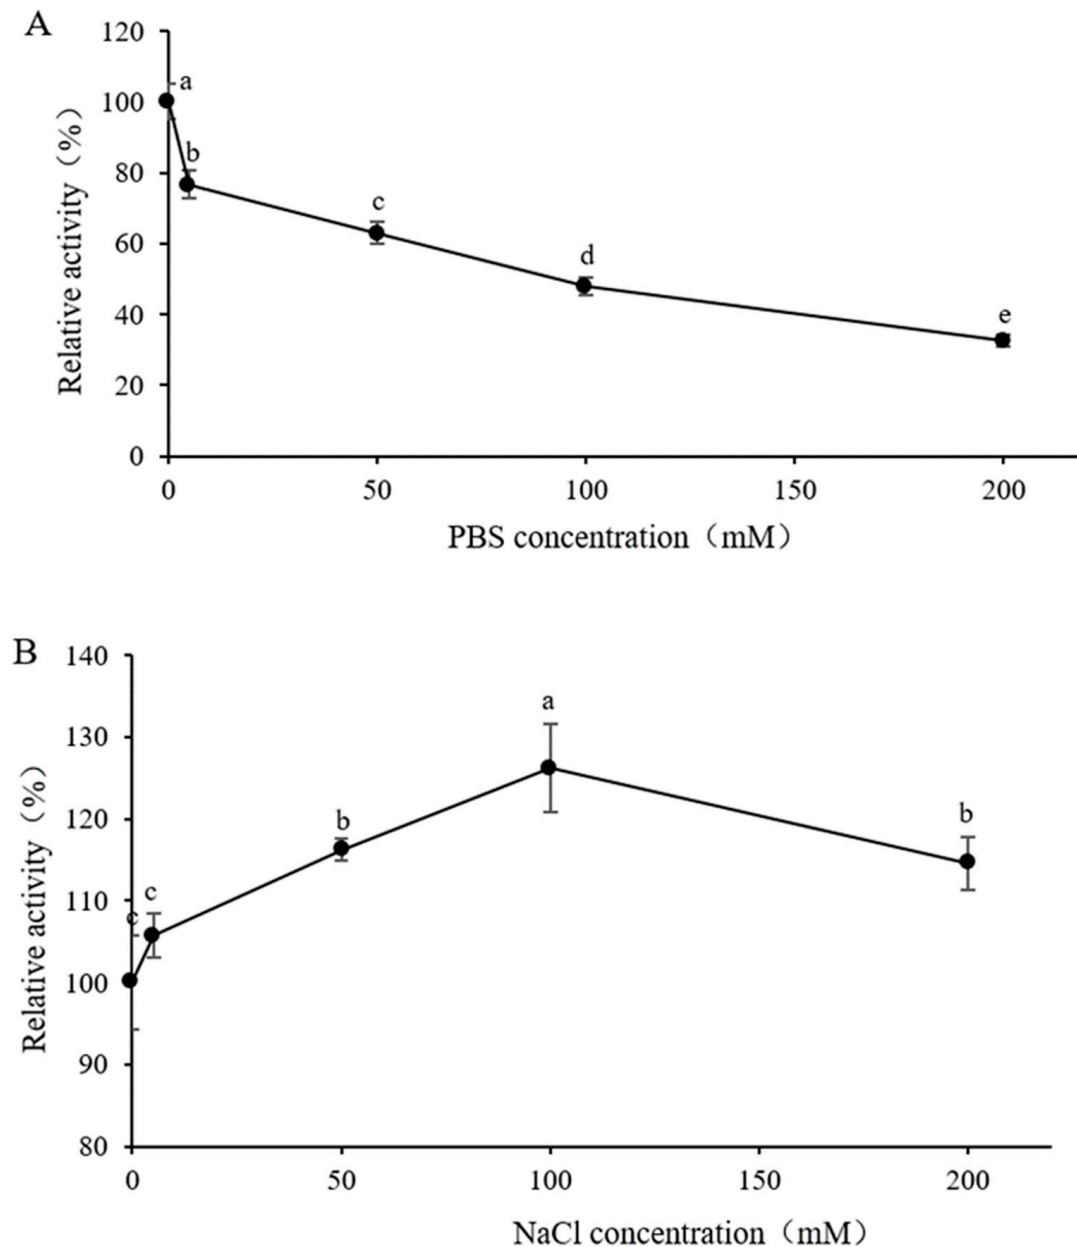 A
120
100
80
60
40
20
0
Relative activity（%）
a
b
c
d
e
0 50 100 150 200
PBS concentration（mM）
B
140
130
120
110
100
90
80
Relative activity（%）
c
c
b
a
b
0 50 100 150 200
NaCl concentration（mM）